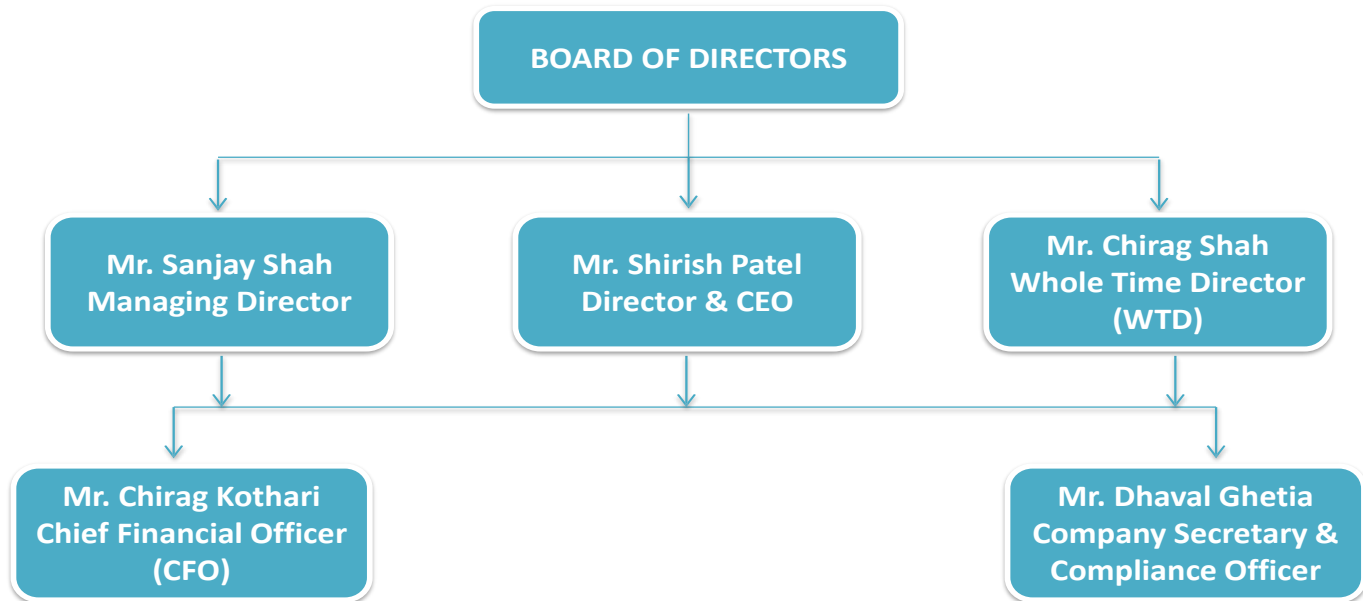 BOARD OF DIRECTORS
Mr. Sanjay Shah
Managing Director
Mr. Shirish Patel
Director & CEO
Mr. Chirag Shah
Whole Time Director
(WTD)
Mr. Chirag Kothari
Chief Financial Officer
(CFO)
Mr. Dhaval Ghetia
Company Secretary &
Compliance Officer